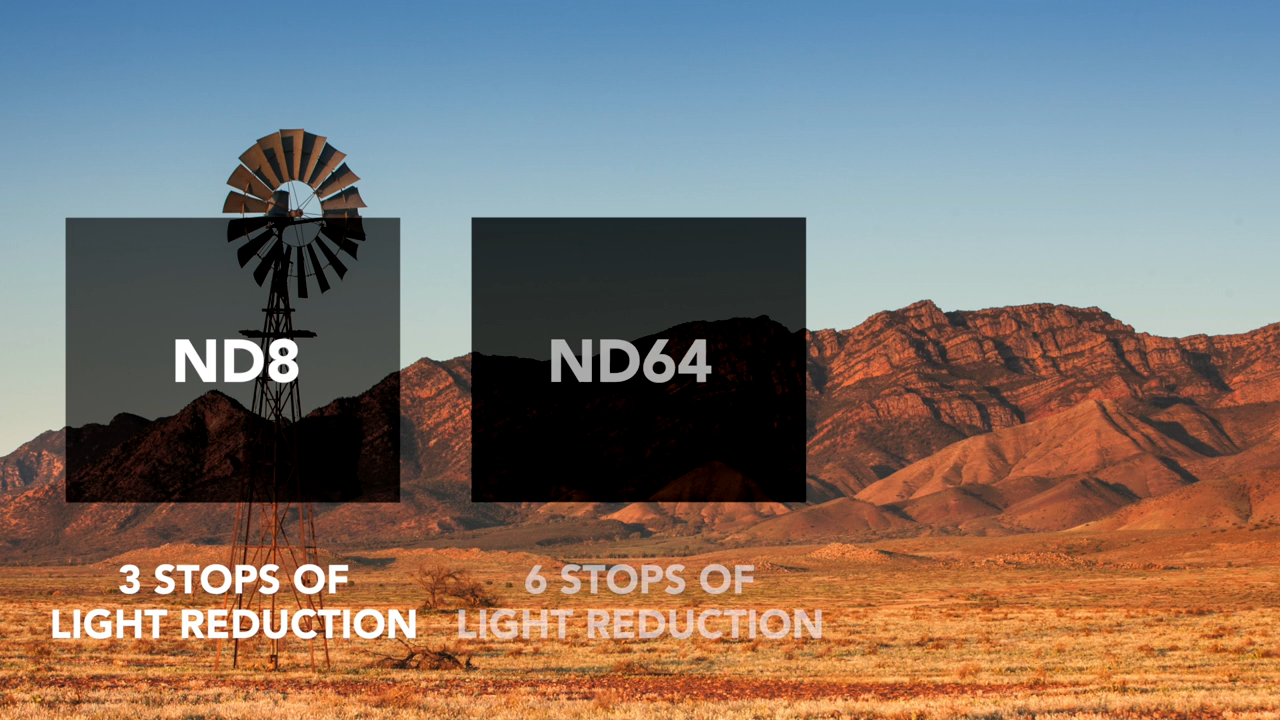 ND8
3 STOPS OF
LIGHT REDUCTION
ND64
6 STOPS OF
LIGHT REDUCTION